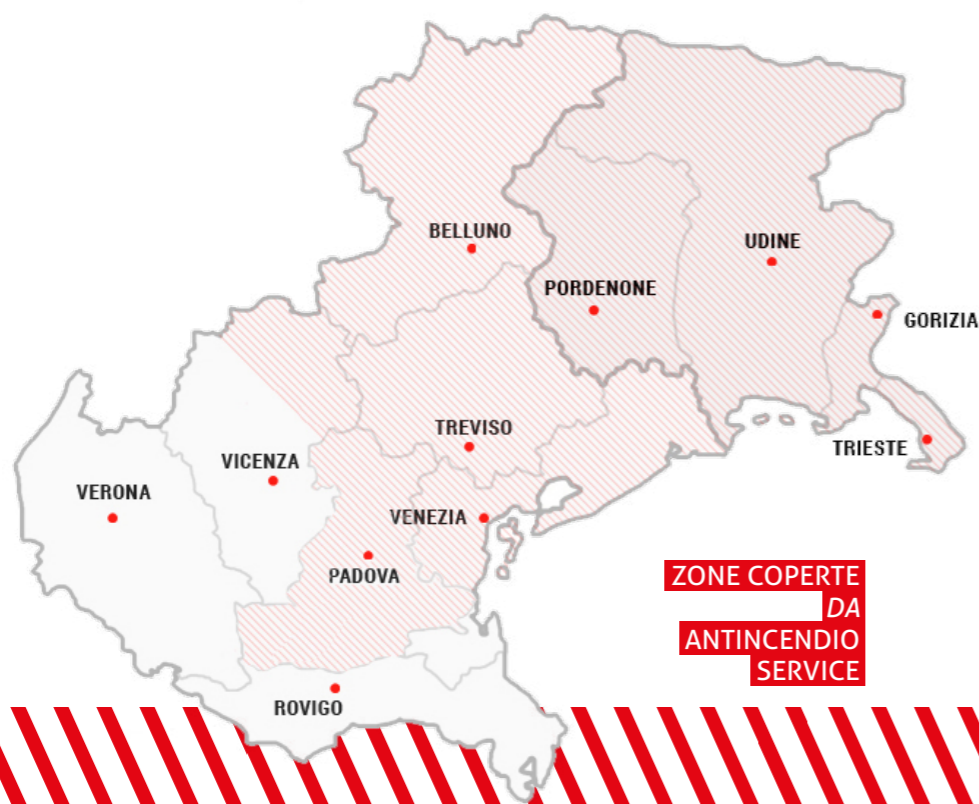 BELLUNO
UDINE
PORDENONE
GORIZIA
TREVISO
TRIESTE
VICENZA
VERONA
VENEZIA
PADOVA
ROVIGO
ZONE COPERTE
DA
ANTINCENDIO
SERVICE